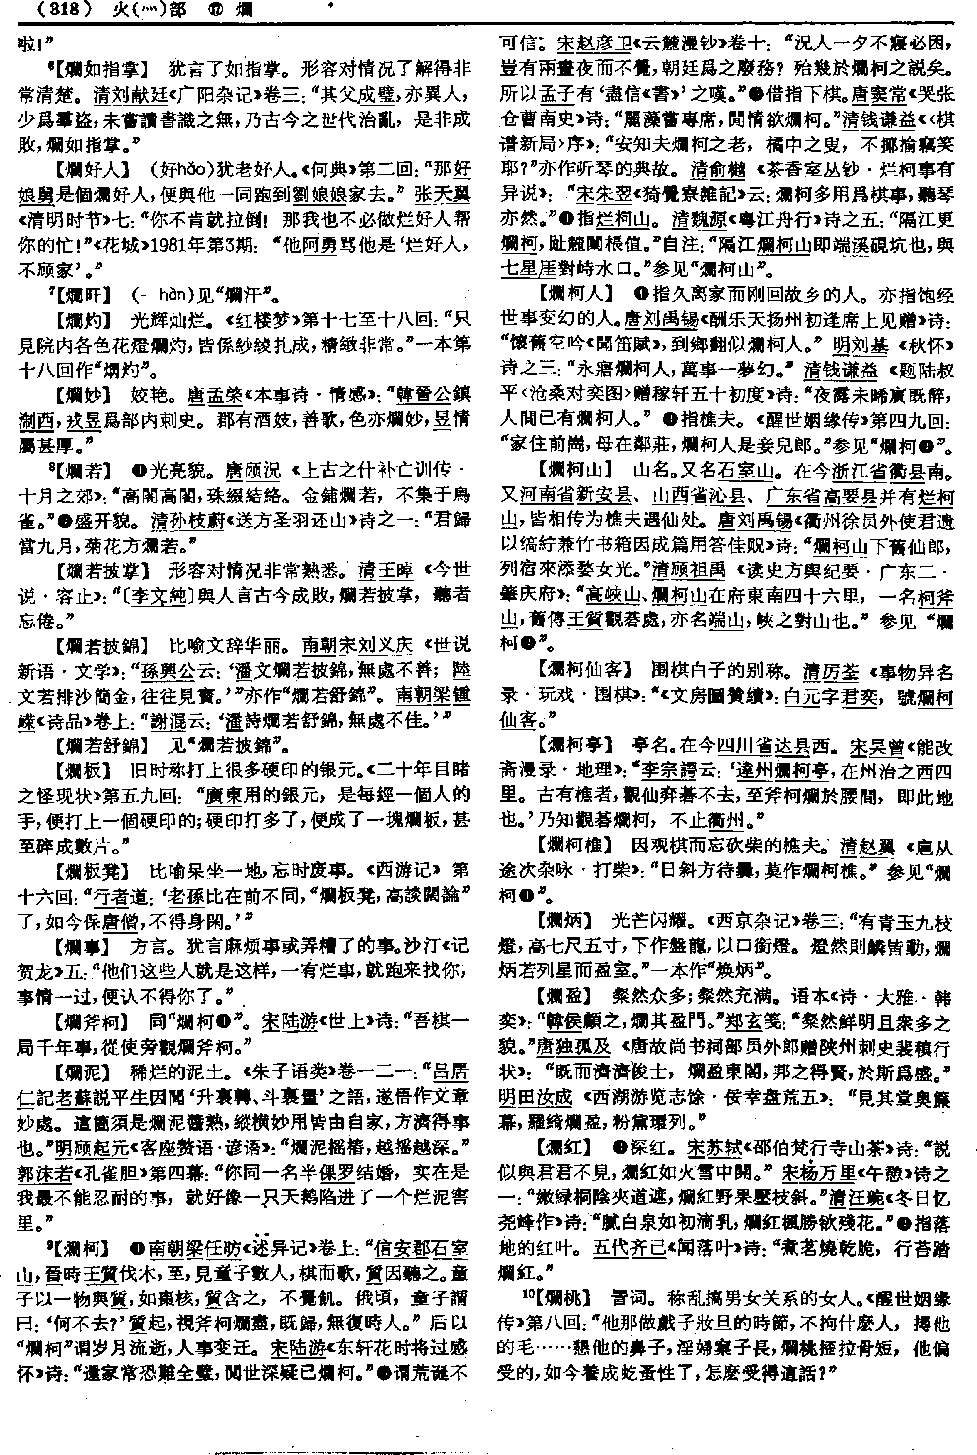 (318) 火(灬)部 ⑰ 爛
啦!”
⁶【爛如指掌】 犹言了如指掌。形容对情况了解得非
常清楚。清刘献廷《广阳杂记》卷三:“其父成璧,亦異人,
少爲羣盜,未嘗讀書識之無,乃古今之世代治亂,是非成
敗,爛如指掌。”
【爛好人】 (好hǎo)犹老好人。《何典》第二回:“那好
娘舅是個爛好人,便與他一同跑到劉娘娘家去。”张天翼
《清明时节》七:“你不肯就拉倒!那我也不必做烂好人帮
你的忙!”《花城》1981年第3期:“他阿勇骂他是‘烂好人,
不顾家’。”
⁷【爛旰】 (- hàn)见“爛汗”。
【爛灼】 光辉灿烂。《红楼梦》第十七至十八回:“只
見院内各色花燈爛灼,皆係紗綾扎成,精緻非常。”一本第
十八回作“爛灼”。
【爛妙】 姣艳。唐孟棨《本事诗·情感》:“韓晉公鎮
浙西,戎昱爲部内刺史。郡有酒妓,善歌,色亦爛妙,昱情
屬甚厚。”
⁸【爛若】 ❶光亮貌。唐顾况《上古之什补亡训传·
十月之郊》:“高閣高閣,珠綴結絡。金鋪爛若,不集于鳥
雀。”❷盛开貌。清孙枝蔚《送方圣羽还山》诗之一:“君歸
當九月,菊花方爛若。”
【爛若披掌】 形容对情况非常熟悉。清王晫《今世
说·容止》:“[李文純]與人言古今成敗,爛若披掌,聽者
忘倦。”
【爛若披錦】 比喻文辞华丽。南朝宋刘义庆《世说
新语·文学》:“孫興公云:‘潘文爛若披錦,無處不善;陸
文若排沙簡金,往往見寶。’”亦作“爛若舒錦”。南朝梁锺
嵘《诗品》卷上:“謝混云:‘潘詩爛若舒錦,無處不佳。’”
【爛若舒錦】 见“爛若披錦”。
【爛板】 旧时称打上很多硬印的银元。《二十年目睹
之怪现状》第五九回:“廣東用的銀元,是每經一個人的
手,便打上一個硬印的;硬印打多了,便成了一塊爛板,甚
至碎成數片。”
【爛板凳】 比喻呆坐一地,忘时废事。《西游记》第
十六回:“行者道:‘老孫比在前不同,“爛板凳,高談闊論”
了,如今保唐僧,不得身閑。’”
【爛事】 方言。犹言麻烦事或弄糟了的事。沙汀《记
贺龙》五:“他们这些人就是这样,一有烂事,就跑来找你,
事情一过,便认不得你了。”
【爛斧柯】 同“爛柯❶”。宋陆游《世上》诗:“吾棋一
局千年事,從使旁觀爛斧柯。”
【爛泥】 稀烂的泥土。《朱子语类》卷一二一:“吕居
仁記老蘇説平生因聞‘升裏轉、斗裏量’之語,遂悟作文章
妙處。這箇須是爛泥醬熟,縱橫妙用皆由自家,方濟得事
也。”明顾起元《客座赘语·谚语》:“爛泥摇樁,越摇越深。”
郭沫若《孔雀胆》第四幕:“你同一名半倮罗结婚,实在是
我最不能忍耐的事,就好像一只天鹅陷进了一个烂泥窖
里。”
⁹【爛柯】 ❶南朝梁任昉《述异记》卷上:“信安郡石室
山,晉時王質伐木,至,見童子數人,棋而歌,質因聽之。童
子以一物與質,如棗核,質含之,不覺飢。俄頃,童子謂
曰:‘何不去?’質起,視斧柯爛盡,既歸,無復時人。”后以
“爛柯”谓岁月流逝,人事变迁。宋陆游《东轩花时将过感
怀》诗:“還家常恐難全璧,閲世深疑已爛柯。”❷谓荒诞不
可信。宋赵彦卫《云麓漫钞》卷十:“況人一夕不寢必困,
豈有兩晝夜而不覺,朝廷爲之廢務?殆幾於爛柯之説矣。
所以孟子有‘盡信《書》’之嘆。”❸借指下棋。唐窦常《哭张
仓曹南史》诗:“麗藻嘗專席,閑情欲爛柯。”清钱谦益《〈棋
谱新局〉序》:“安知夫爛柯之老,橘中之叟,不揶揄竊笑
耶?”亦作听琴的典故。清俞樾《茶香室丛钞·烂柯事有
异说》:“宋朱翌《猗覺寮雜記》云:爛柯多用爲棋事,聽琴
亦然。”❹指烂柯山。清魏源《粤江舟行》诗之五:“隔江更
爛柯,趾麓闖棖值。”自注:“隔江爛柯山即端溪硯坑也,與
七星厓對峙水口。”参见“爛柯山”。
【爛柯人】 ❶指久离家而刚回故乡的人。亦指饱经
世事变幻的人。唐刘禹锡《酬乐天扬州初逢席上见赠》诗:
“懷舊空吟《聞笛賦》,到鄉翻似爛柯人。”明刘基《秋怀》
诗之三:“永嘯爛柯人,萬事一夢幻。”清钱谦益《题陆叔
平〈沧桑对奕图〉赠稼轩五十初度》诗:“夜露未晞賓既醉,
人間已有爛柯人。”❷指樵夫。《醒世姻缘传》第四九回:
“家住前嵩,母在鄰莊,爛柯人是妾兒郎。”参见“爛柯❶”。
【爛柯山】 山名。又名石室山。在今浙江省衢县南。
又河南省新安县、山西省沁县、广东省高要县并有烂柯
山,皆相传为樵夫遇仙处。唐刘禹锡《衢州徐员外使君遗
以缟紵兼竹书箱因成篇用答佳贶》诗:“爛柯山下舊仙郎,
列宿來添婺女光。”清顾祖禹《读史方舆纪要·广东二·
肇庆府》:“高峽山、爛柯山在府東南四十六里,一名柯斧
山,舊傳王質觀碁處,亦名端山,峽之對山也。”参见“爛
柯❶”。
【爛柯仙客】 围棋白子的别称。清厉荃《事物异名
录·玩戏·围棋》:“《文房圖贊續》:白元字君奕,號爛柯
仙客。”
【爛柯亭】 亭名。在今四川省达县西。宋吴曾《能改
斋漫录·地理》:“李宗諤云:‘達州爛柯亭,在州治之西四
里。古有樵者,觀仙弈碁不去,至斧柯爛於腰間,即此地
也。’乃知觀碁爛柯,不止衢州。”
【爛柯樵】 因观棋而忘砍柴的樵夫。清赵翼《扈从
途次杂咏·打柴》:“日斜方待爨,莫作爛柯樵。”参见“爛
柯❶”。
【爛炳】 光芒闪耀。《西京杂记》卷三:“有青玉九枝
燈,高七尺五寸,下作盤龍,以口銜燈。燈然則鱗皆動,爛
炳若列星而盈室。”一本作“焕炳”。
【爛盈】 粲然众多;粲然充满。语本《诗·大雅·韩
奕》:“韓侯顧之,爛其盈門。”郑玄笺:“粲然鮮明且衆多之
貌。”唐独孤及《唐故尚书祠部员外郎赠陕州刺史裴稹行
状》:“既而濟濟俊士,爛盈東閣,邦之得賢,於斯爲盛。”
明田汝成《西湖游览志馀·佞幸盘荒五》:“見其堂奥簾
幕,羅綺爛盈,粉黛環列。”
【爛红】 ❶深红。宋苏轼《邵伯梵行寺山茶》诗:“説
似與君君不見,爛紅如火雪中開。”宋杨万里《午憩》诗之
一:“嫩緑桐陰夾道遮,爛紅野果壓枝斜。”清汪琬《冬日忆
尧峰作》诗:“膩白泉如初滴乳,爛紅楓勝欲殘花。”❷指落
地的红叶。五代齐己《闻落叶》诗:“煮茗燒乾脆,行苔踏
爛紅。”
¹⁰【爛桃】 詈词。称乱搞男女关系的女人。《醒世姻缘
传》第八回:“他那做戲子妝旦的時節,不拘什麽人,撏他
的毛……懇他的鼻子,淫婦窠子長,爛桃揎拉骨短,他偏
受的,如今養成虼蚤性了,怎麽受得這話?”